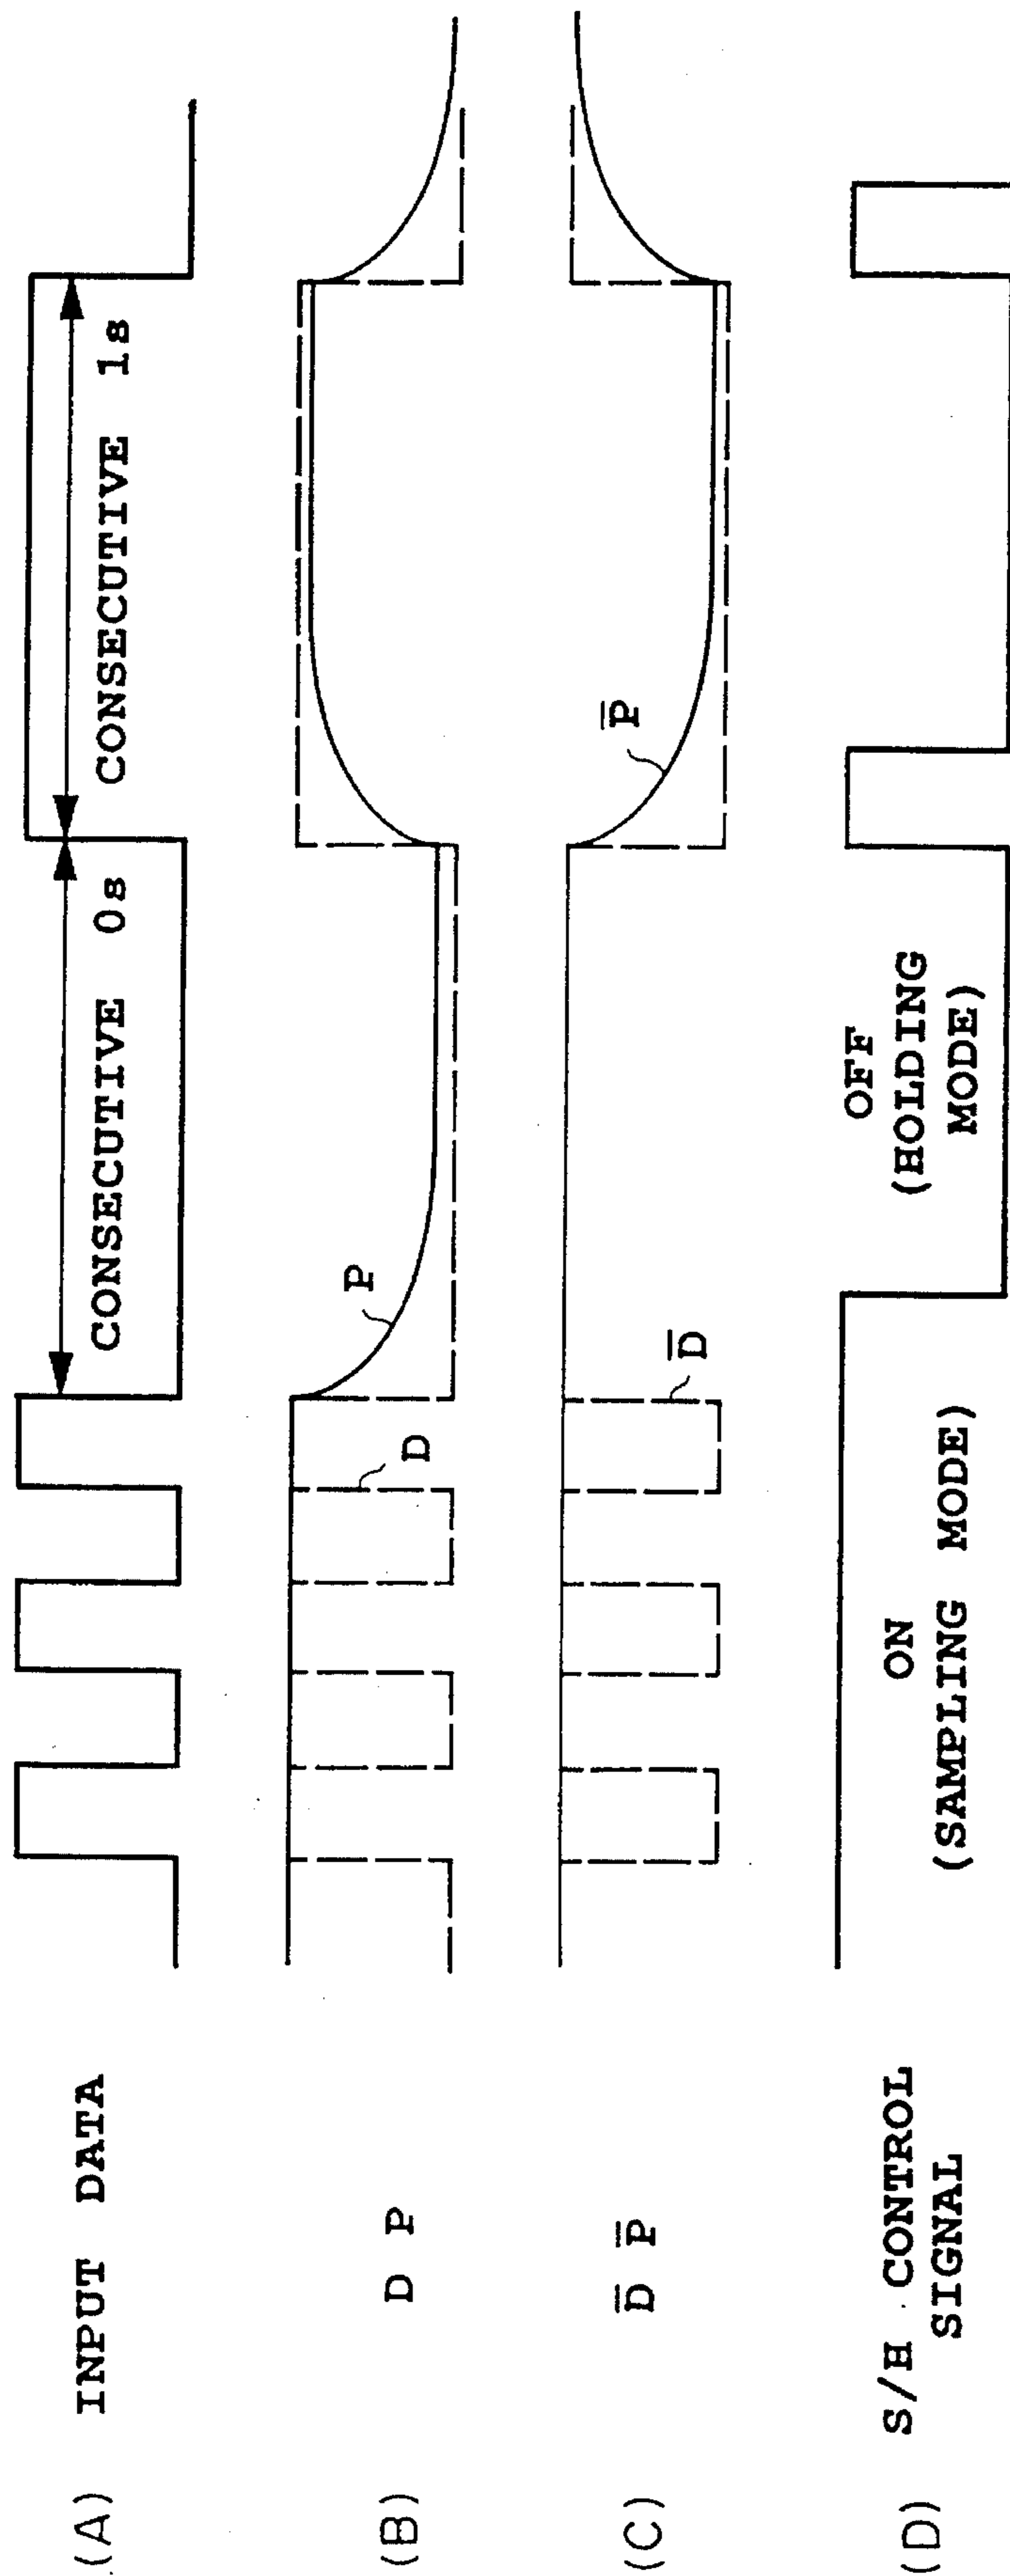 (A) INPUT DATA
CONSECUTIVE 0s
CONSECUTIVE 1s
(B) D P
D
P
(C) D̅ P̅
D̅
P̅
(D) S/H CONTROL
SIGNAL
ON
(SAMPLING MODE)
OFF
(HOLDING
MODE)